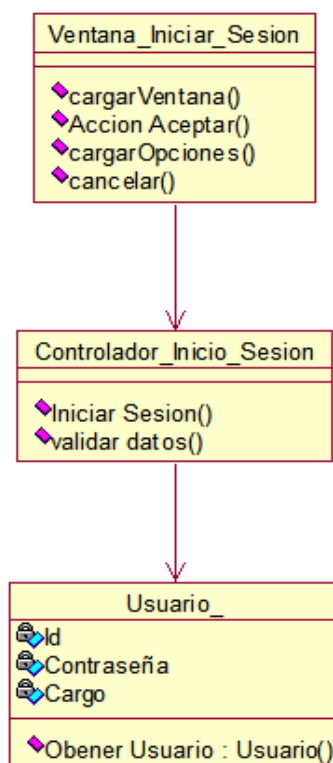 Ventana_Iniciar_Sesion
cargarVentana()
Accion Aceptar()
cargarOpciones()
cancelar()
Controlador_Inicio_Sesion
Iniciar Sesion()
validar datos()
Usuario_
Id
Contraseña
Cargo
Obener Usuario : Usuario()